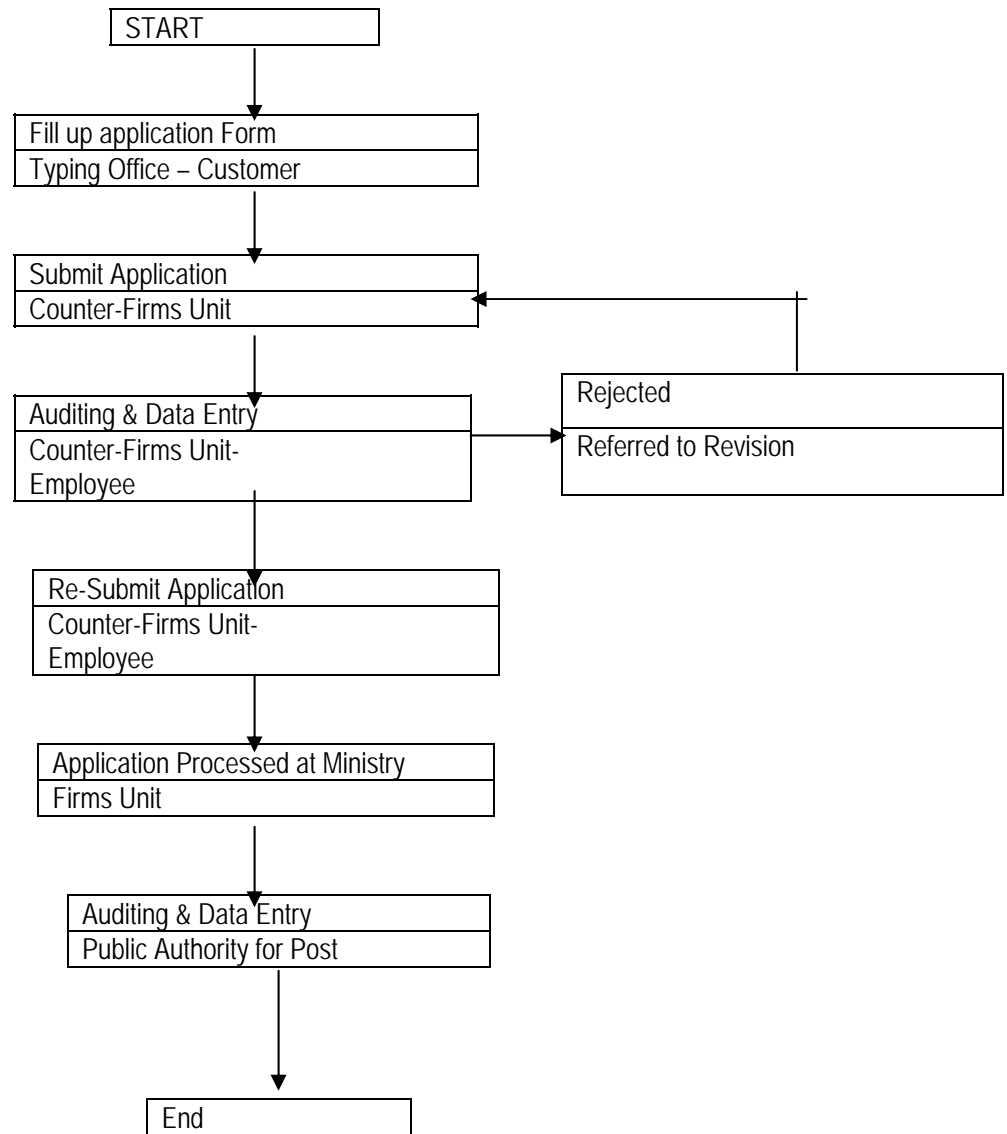 START
Fill up application Form
Typing Office – Customer
Submit Application
Counter-Firms Unit
Auditing & Data Entry
Counter-Firms Unit-
Employee
Rejected
Referred to Revision
Re-Submit Application
Counter-Firms Unit-
Employee
Application Processed at Ministry
Firms Unit
Auditing & Data Entry
Public Authority for Post
End